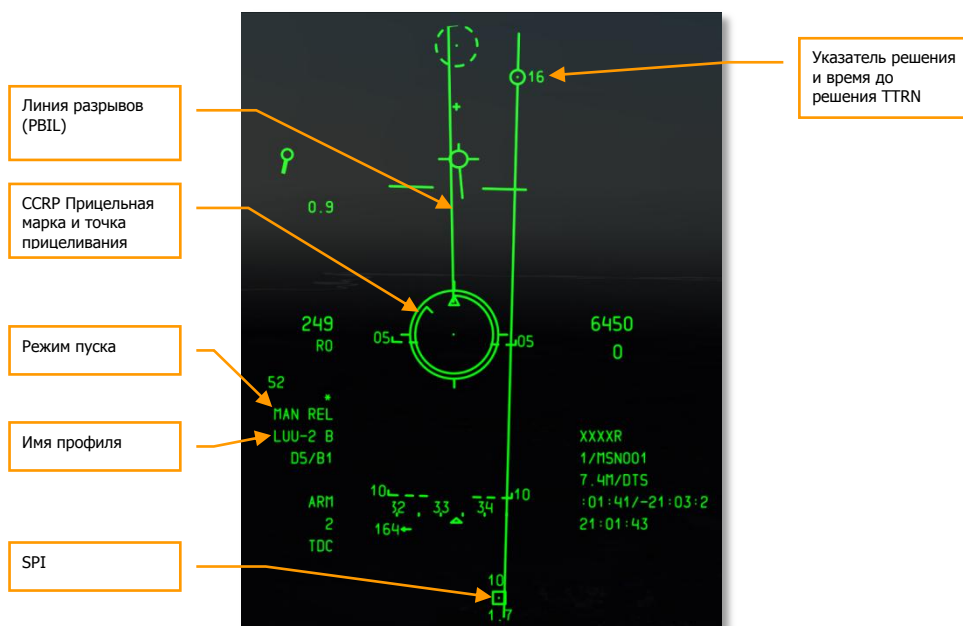 Линия разрывов
(PBIL)
CCRP Прицельная
марка и точка
прицеливания
Режим пуска
Имя профиля
SPI
Указатель решения
и время до
решения TTRN
16
0.9
249
RO
05
05
6450
0
52
*
MAN REL
LUU-2 B
D5/B1
XXXXR
1/MSN001
7.4M/DTS
:01:41/-21:03:2
21:01:43
ARM
2
TDC
10
10
32 . 33 . 34 .
164←
10
1.7